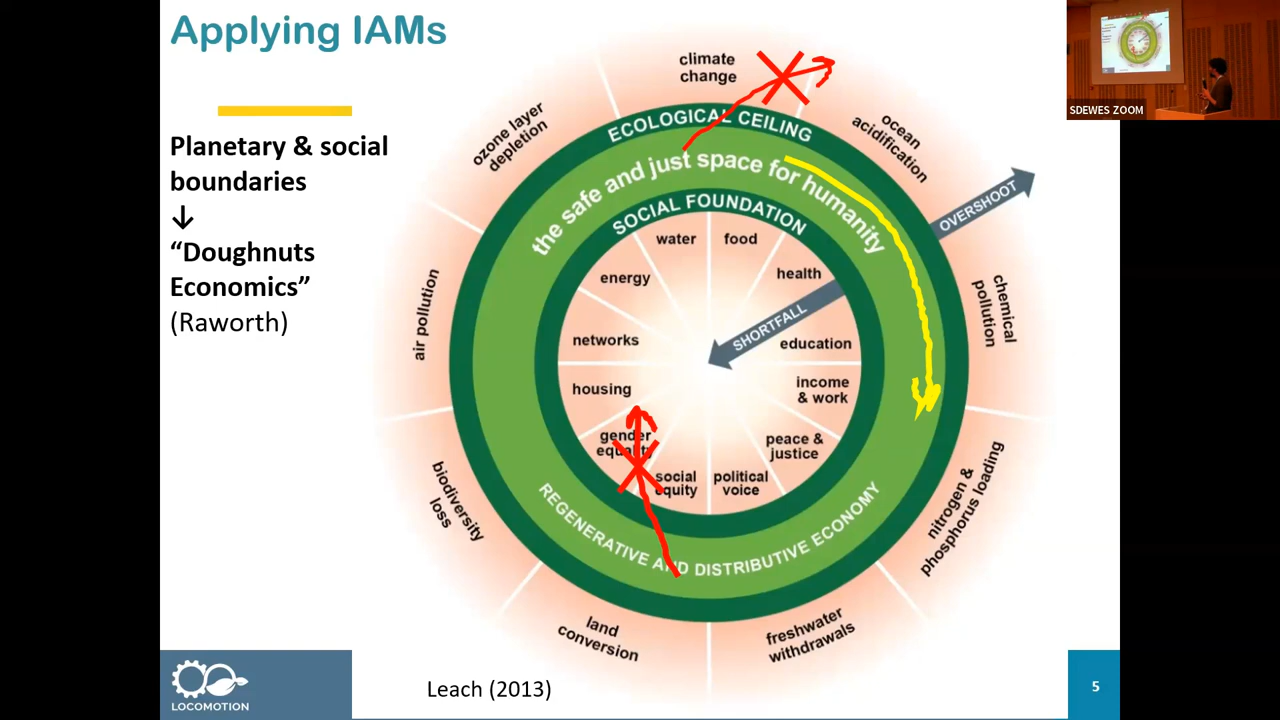 Applying IAMs
Planetary & social
boundaries
↓
“Doughnuts
Economics”
(Raworth)
climate
change
ozone layer
depletion
ocean
acidification
air pollution
chemical
pollution
biodiversity
loss
nitrogen &
phosphorus loading
land
conversion
freshwater
withdrawals
ECOLOGICAL CEILING
the safe and just space for humanity
SOCIAL FOUNDATION
OVERSHOOT
water
food
energy
health
SHORTFALL
networks
education
housing
income
& work
gender
equality
peace &
justice
social
equity
political
voice
REGENERATIVE AND DISTRIBUTIVE ECONOMY
LOCOMOTION
Leach (2013)
5
SDEWES ZOOM